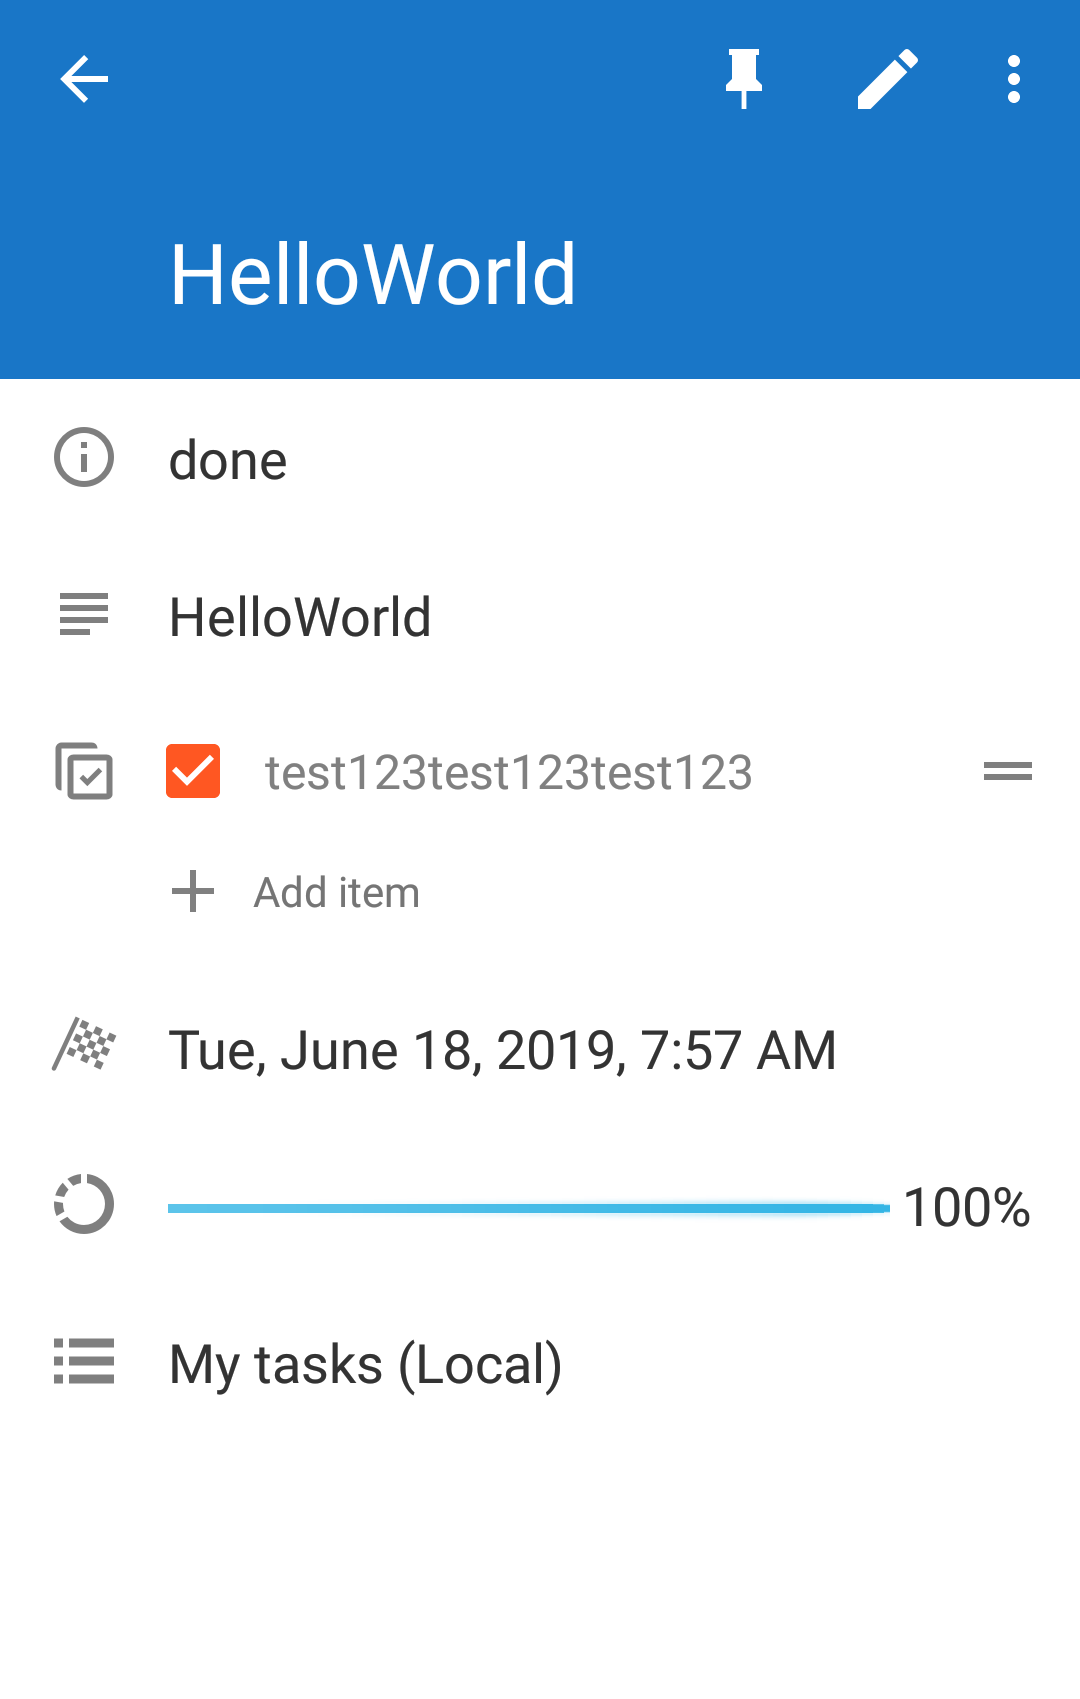 HelloWorld
done
HelloWorld
test123test123test123
Add item
Tue, June 18, 2019, 7:57 AM
100%
My tasks (Local)